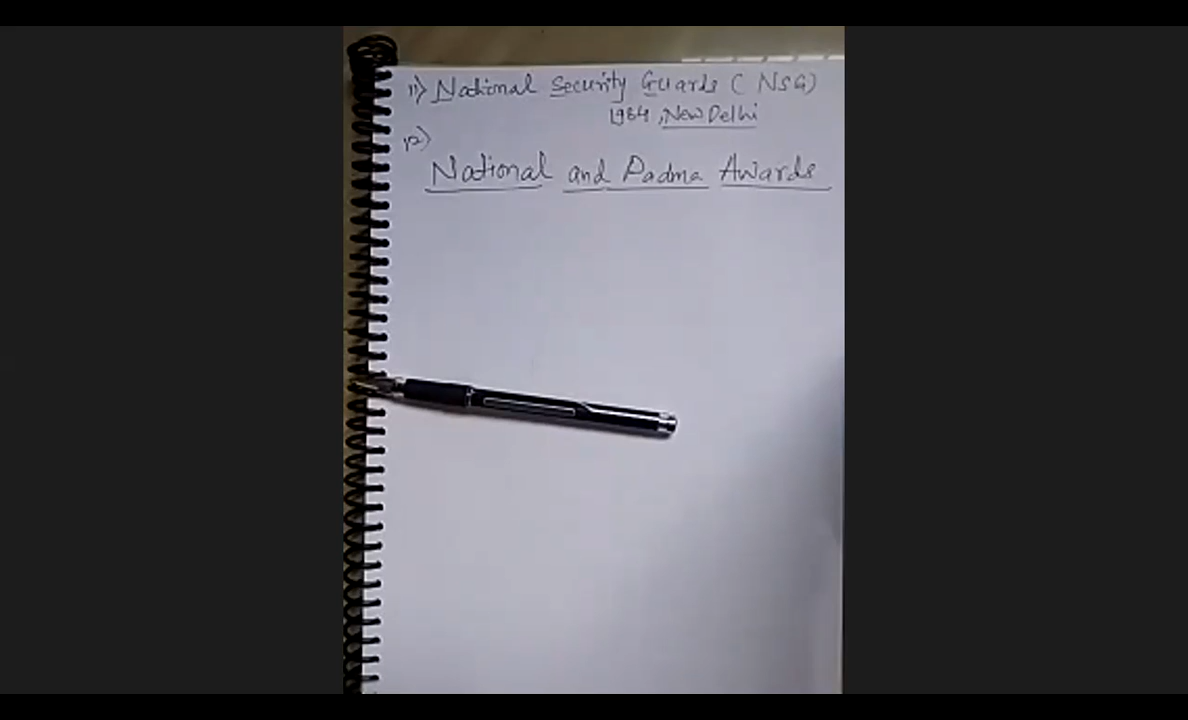 11) National Security Guards (NSG)
1984, New Delhi
12)
National and Padma Awards